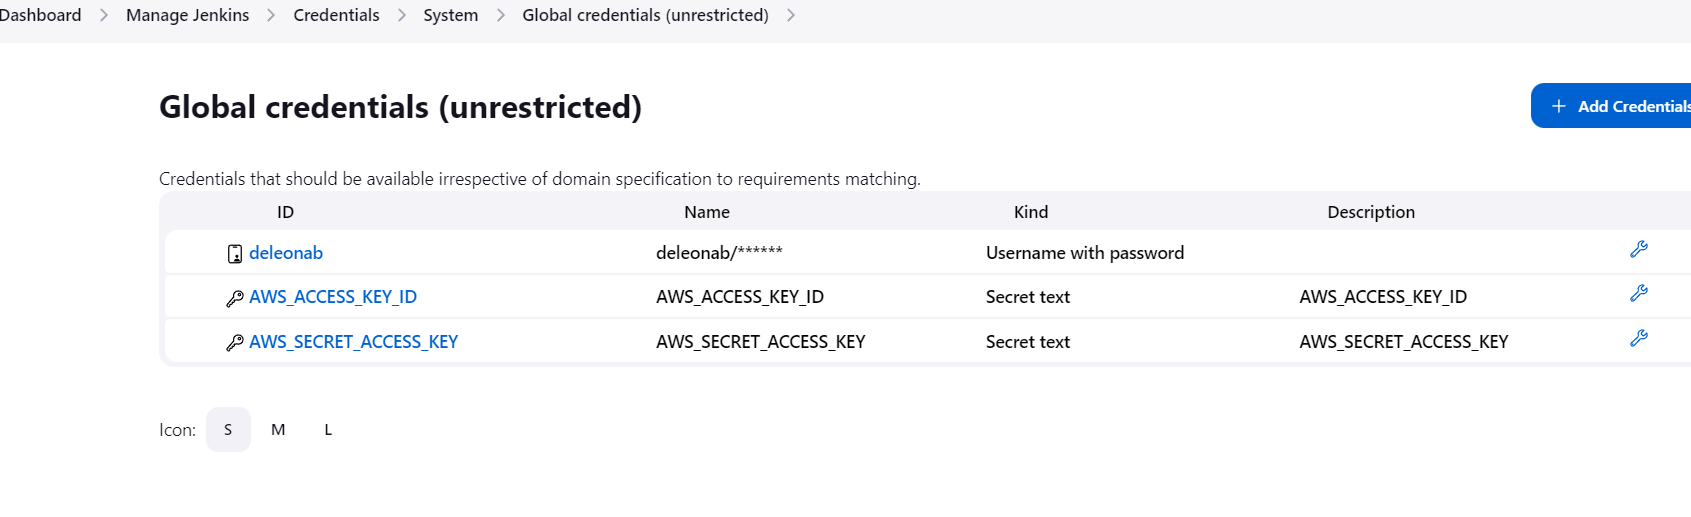 Dashboard > Manage Jenkins > Credentials > System > Global credentials (unrestricted) >
Global credentials (unrestricted)
+ Add Credentials
Credentials that should be available irrespective of domain specification to requirements matching.
ID Name Kind Description
deleonab deleonab/****** Username with password
AWS_ACCESS_KEY_ID AWS_ACCESS_KEY_ID Secret text AWS_ACCESS_KEY_ID
AWS_SECRET_ACCESS_KEY AWS_SECRET_ACCESS_KEY Secret text AWS_SECRET_ACCESS_KEY
Icon: S M L